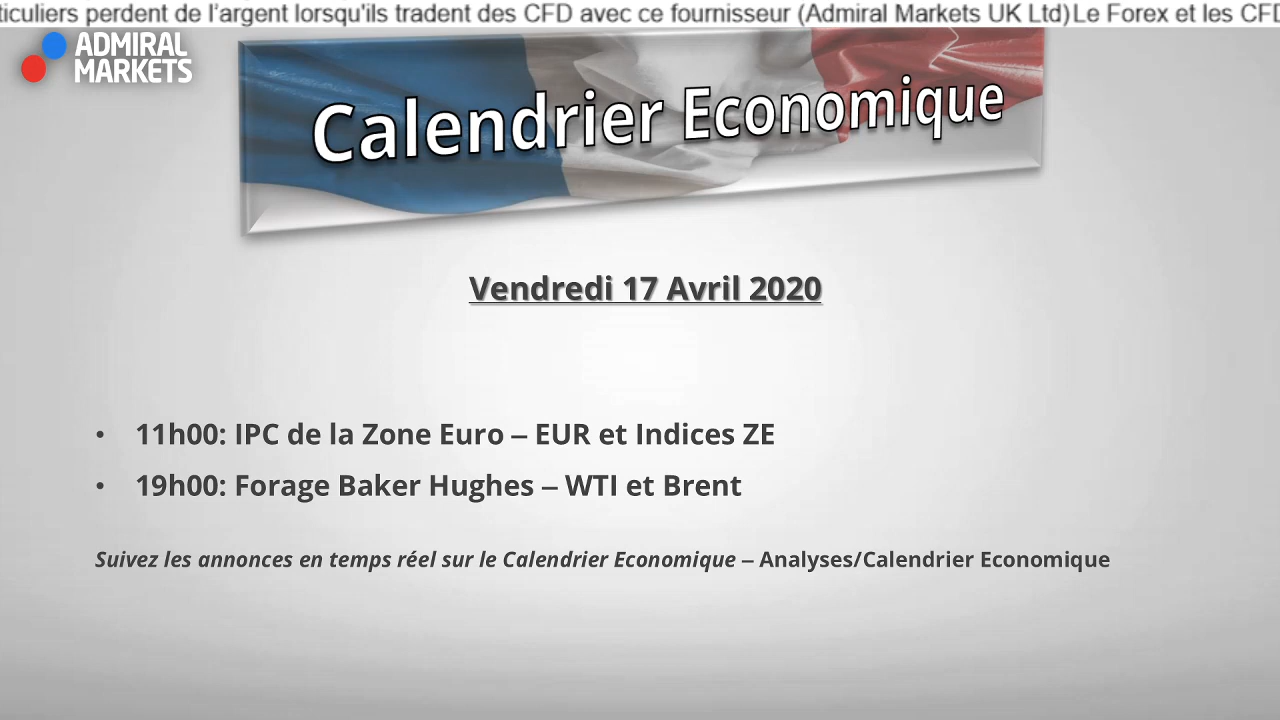 ticuliers perdent de l'argent lorsqu'ils tradent des CFD avec ce fournisseur (Admiral Markets UK Ltd) Le Forex et les CFD
ADMIRAL
MARKETS
Calendrier Economique
Vendredi 17 Avril 2020
• 11h00: IPC de la Zone Euro – EUR et Indices ZE
• 19h00: Forage Baker Hughes – WTI et Brent
Suivez les annonces en temps réel sur le Calendrier Economique – Analyses/Calendrier Economique